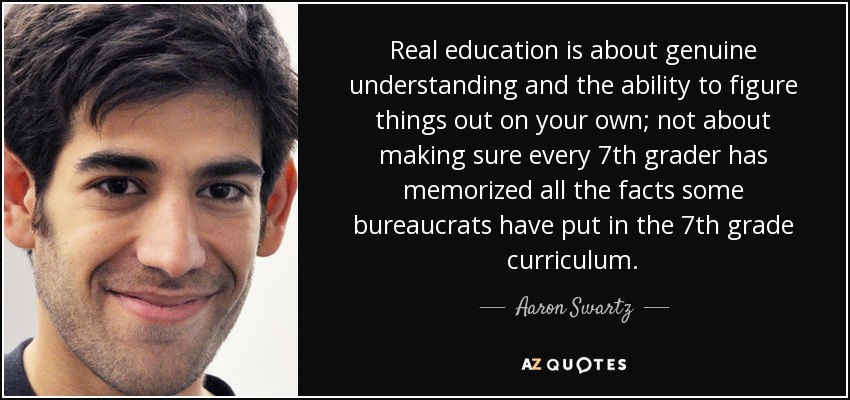 Real education is about genuine
understanding and the ability to figure
things out on your own; not about
making sure every 7th grader has
memorized all the facts some
bureaucrats have put in the 7th grade
curriculum.
Aaron Swartz
AZ QUOTES